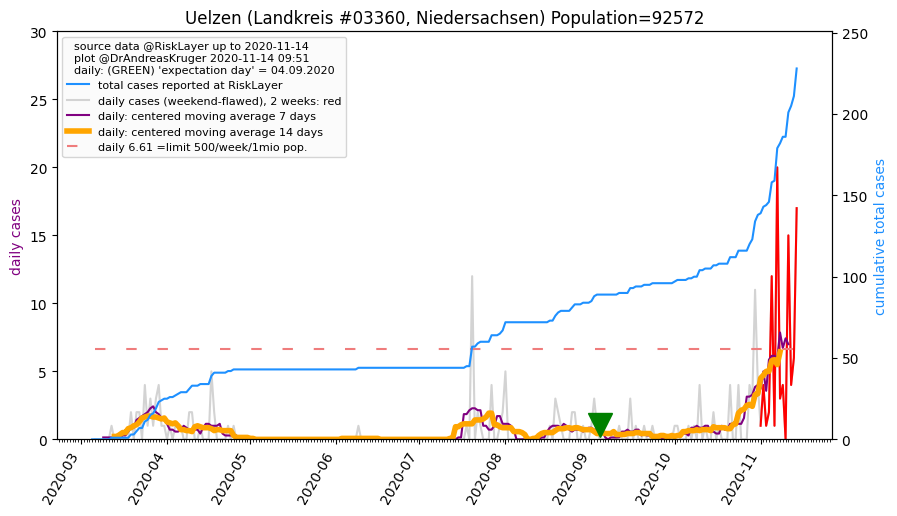 Uelzen (Landkreis #03360, Niedersachsen) Population=92572
source data @RiskLayer up to 2020-11-14
plot @DrAndreasKruger 2020-11-14 09:51
daily: (GREEN) 'expectation day' = 04.09.2020
total cases reported at RiskLayer
daily cases (weekend-flawed), 2 weeks: red
daily: centered moving average 7 days
daily: centered moving average 14 days
daily 6.61 =limit 500/week/1mio pop.
daily cases
30
25
20
15
10
5
0
cumulative total cases
250
200
150
100
50
0
2020-03
2020-04
2020-05
2020-06
2020-07
2020-08
2020-09
2020-10
2020-11